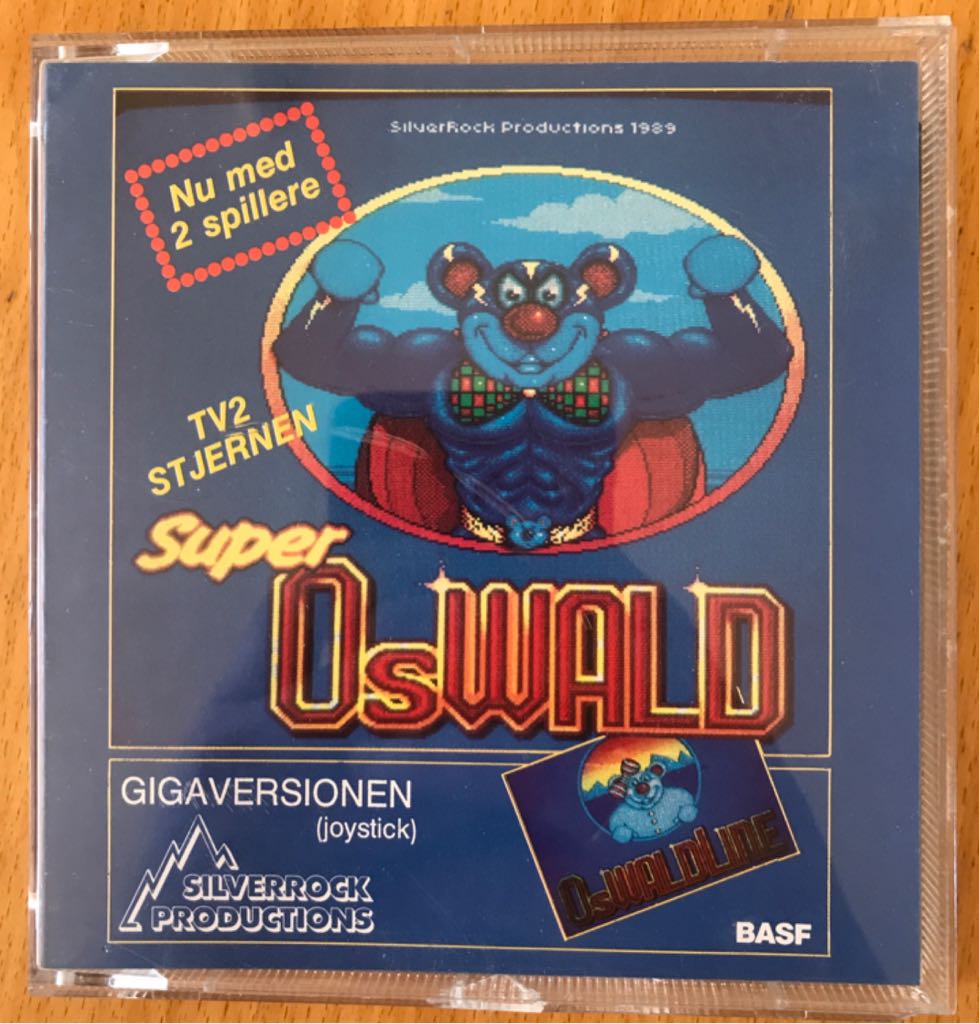 SilverRock Productions 1989
Nu med
2 spillere
TV2
STJERNEN
Super
OsWALD
GIGAVERSIONEN
(joystick)
SILVERROCK
PRODUCTIONS
OsWALDLINE
BASF